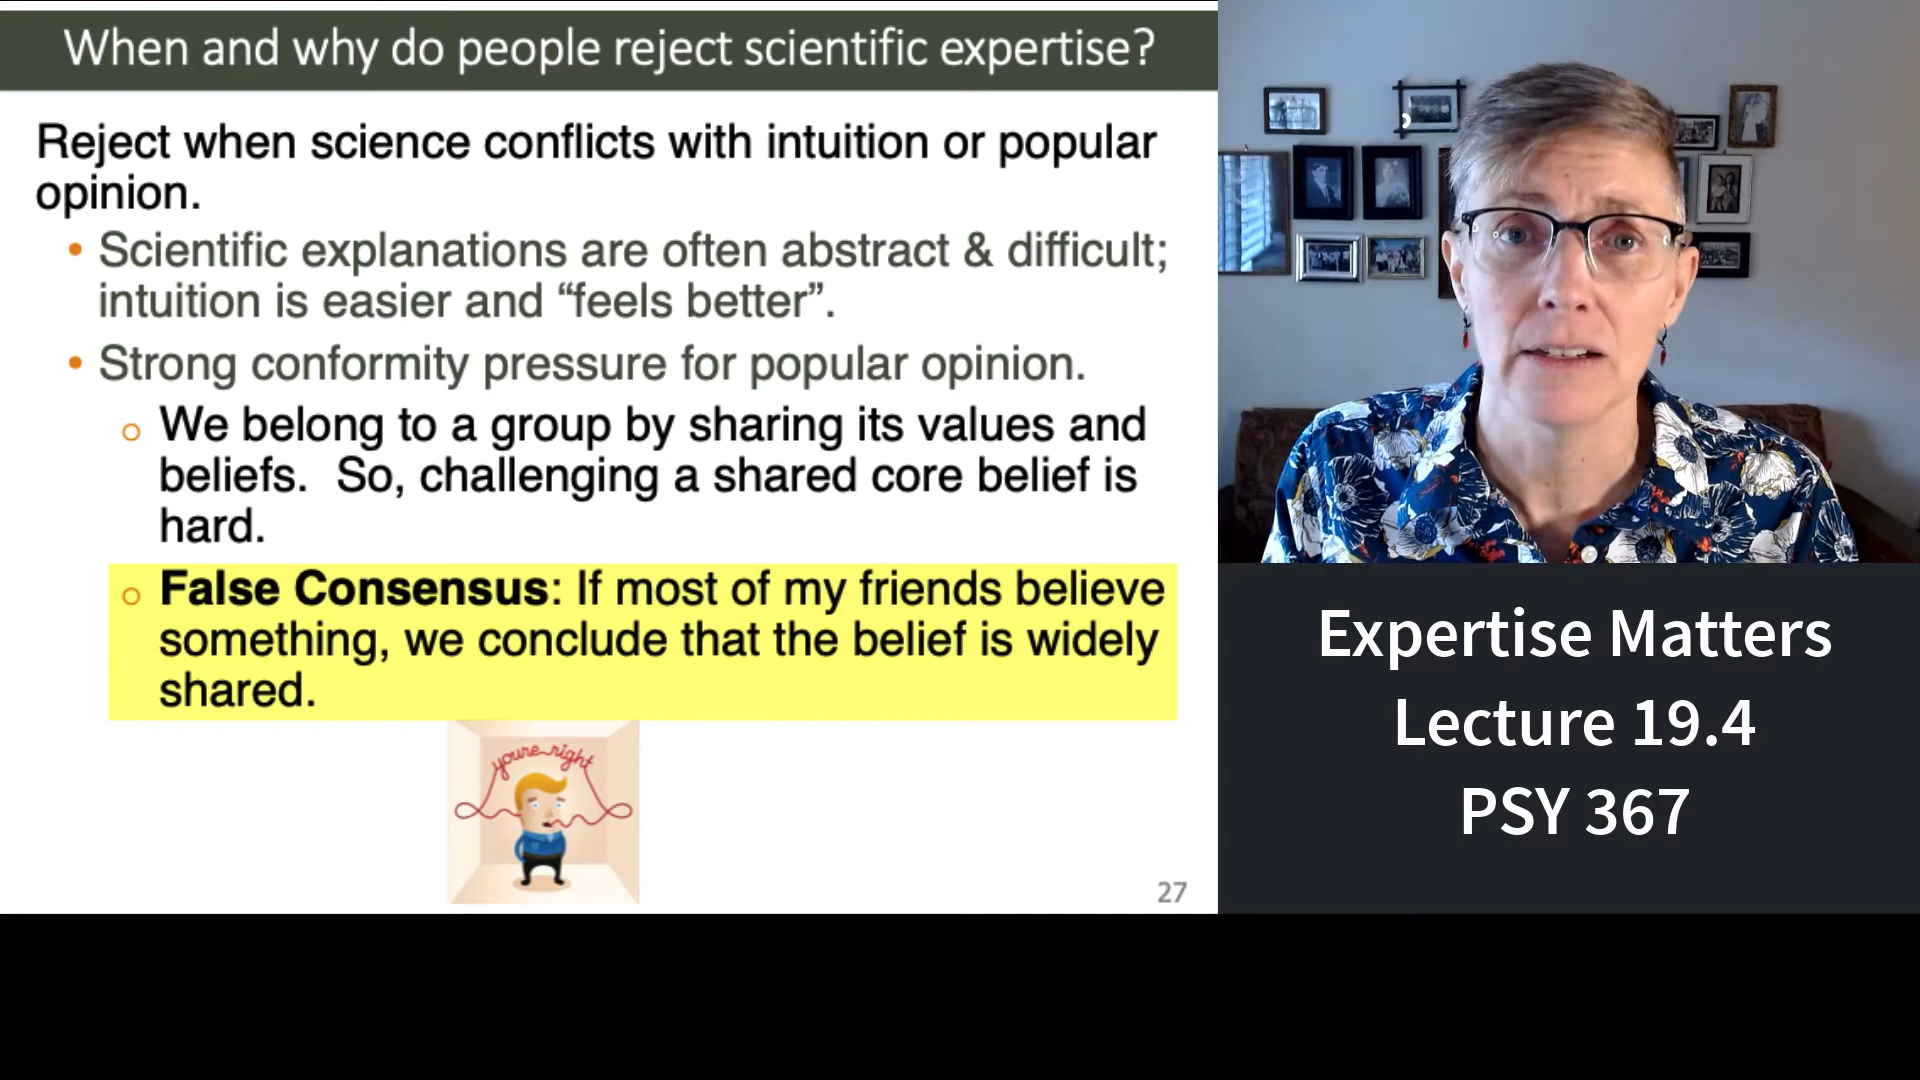 When and why do people reject scientific expertise?
Reject when science conflicts with intuition or popular
opinion.
• Scientific explanations are often abstract & difficult;
intuition is easier and “feels better”.
• Strong conformity pressure for popular opinion.
o We belong to a group by sharing its values and
beliefs.  So, challenging a shared core belief is
hard.
o False Consensus: If most of my friends believe
something, we conclude that the belief is widely
shared.
youre right
27
Expertise Matters
Lecture 19.4
PSY 367